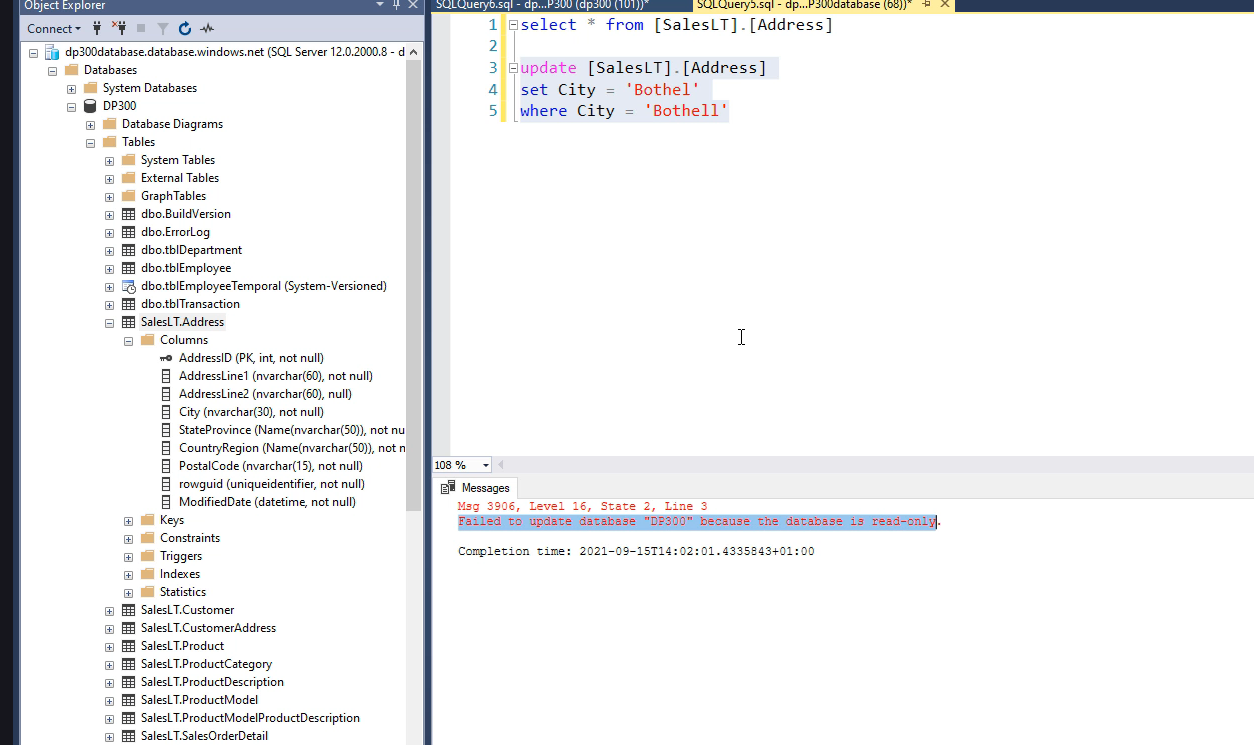 Object Explorer
Connect
dp300database.database.windows.net (SQL Server 12.0.2000.8 - d
Databases
System Databases
DP300
Database Diagrams
Tables
System Tables
External Tables
GraphTables
dbo.BuildVersion
dbo.ErrorLog
dbo.tblDepartment
dbo.tblEmployee
dbo.tblEmployeeTemporal (System-Versioned)
dbo.tblTransaction
SalesLT.Address
Columns
AddressID (PK, int, not null)
AddressLine1 (nvarchar(60), not null)
AddressLine2 (nvarchar(60), null)
City (nvarchar(30), not null)
StateProvince (Name(nvarchar(50)), not nu
CountryRegion (Name(nvarchar(50)), not n
PostalCode (nvarchar(15), not null)
rowguid (uniqueidentifier, not null)
ModifiedDate (datetime, not null)
Keys
Constraints
Triggers
Indexes
Statistics
SalesLT.Customer
SalesLT.CustomerAddress
SalesLT.Product
SalesLT.ProductCategory
SalesLT.ProductDescription
SalesLT.ProductModel
SalesLT.ProductModelProductDescription
SalesLT.SalesOrderDetail
SQLQuery6.sql - dp...P300 (dp300 (101))*
SQLQuery5.sql - dp...P300database (68))*
1 select * from [SalesLT].[Address]
2
3 update [SalesLT].[Address]
4 set City = 'Bothel'
5 where City = 'Bothell'
108 %
Messages
Msg 3906, Level 16, State 2, Line 3
Failed to update database "DP300" because the database is read-only.
Completion time: 2021-09-15T14:02:01.4335843+01:00